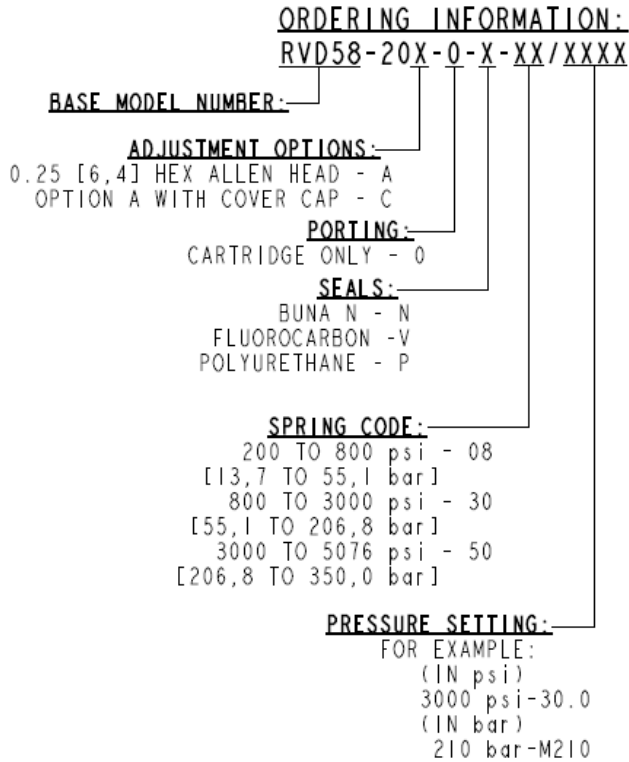 ORDERING INFORMATION:
RVD58-20X-0-X-XX/XXXX
BASE MODEL NUMBER:
ADJUSTMENT OPTIONS:
0.25 [6,4] HEX ALLEN HEAD - A
OPTION A WITH COVER CAP - C
PORTING:
CARTRIDGE ONLY - 0
SEALS:
BUNA N - N
FLUOROCARBON -V
POLYURETHANE - P
SPRING CODE:
200 TO 800 psi - 08
[13,7 TO 55,1 bar]
800 TO 3000 psi - 30
[55,1 TO 206,8 bar]
3000 TO 5076 psi - 50
[206,8 TO 350,0 bar]
PRESSURE SETTING:
FOR EXAMPLE:
(IN psi)
3000 psi-30.0
(IN bar)
210 bar-M210